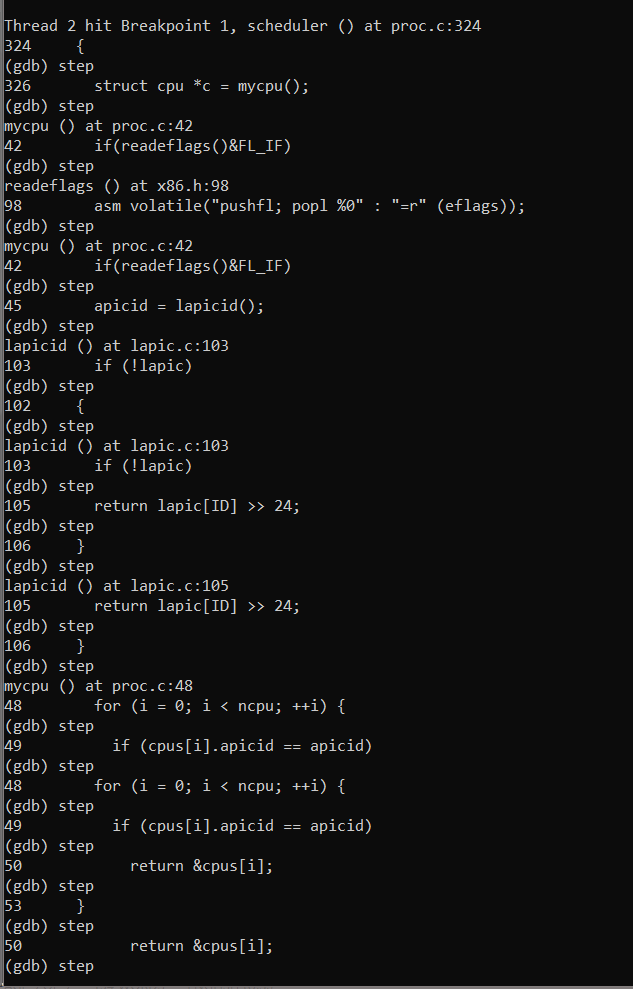 Thread 2 hit Breakpoint 1, scheduler () at proc.c:324
324     {
(gdb) step
326       struct cpu *c = mycpu();
(gdb) step
mycpu () at proc.c:42
42        if(readeflags()&FL_IF)
(gdb) step
readeflags () at x86.h:98
98        asm volatile("pushfl; popl %0" : "=r" (eflags));
(gdb) step
mycpu () at proc.c:42
42        if(readeflags()&FL_IF)
(gdb) step
45        apicid = lapicid();
(gdb) step
lapicid () at lapic.c:103
103       if (!lapic)
(gdb) step
102     {
(gdb) step
lapicid () at lapic.c:103
103       if (!lapic)
(gdb) step
105       return lapic[ID] >> 24;
(gdb) step
106     }
(gdb) step
lapicid () at lapic.c:105
105       return lapic[ID] >> 24;
(gdb) step
106     }
(gdb) step
mycpu () at proc.c:48
48        for (i = 0; i < ncpu; ++i) {
(gdb) step
49          if (cpus[i].apicid == apicid)
(gdb) step
48        for (i = 0; i < ncpu; ++i) {
(gdb) step
49          if (cpus[i].apicid == apicid)
(gdb) step
50            return &cpus[i];
(gdb) step
53      }
(gdb) step
50            return &cpus[i];
(gdb) step